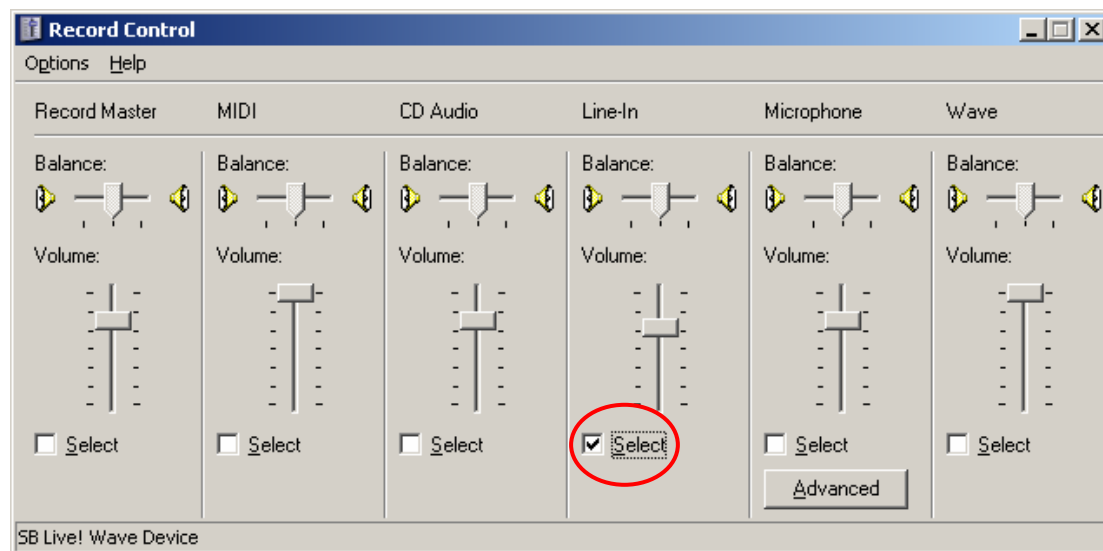 Record Control
Options Help
Record Master MIDI CD Audio Line-In Microphone Wave
Balance: Balance: Balance: Balance: Balance: Balance:
Volume: Volume: Volume: Volume: Volume: Volume:
Select Select Select Select Select Select
Advanced
SB Live! Wave Device